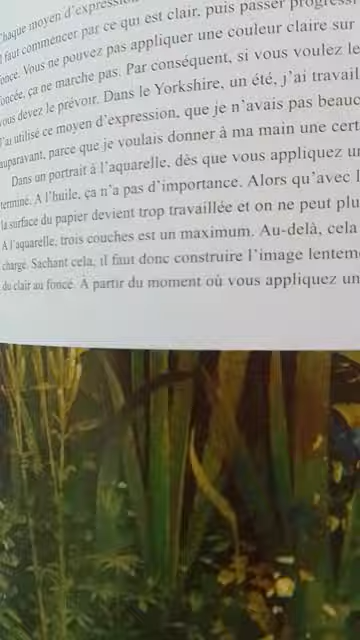 Chaque moyen d'expression
faut commencer par ce qui est clair, puis passer progressi
foncé. Vous ne pouvez pas appliquer une couleur claire sur
foncée, ça ne marche pas. Par conséquent, si vous voulez le
vous devez le prévoir. Dans le Yorkshire, un été, j'ai travail
J'ai utilisé ce moyen d'expression, que je n'avais pas beauc
auparavant, parce que je voulais donner à ma main une cert
Dans un portrait à l'aquarelle, dès que vous appliquez un
terminé. À l'huile, ça n'a pas d'importance. Alors qu'avec l
la surface du papier devient trop travaillée et on ne peut plu
À l'aquarelle, trois couches est un maximum. Au-delà, cela
chargé. Sachant cela, il faut donc construire l'image lentem
du clair au foncé. À partir du moment où vous appliquez un